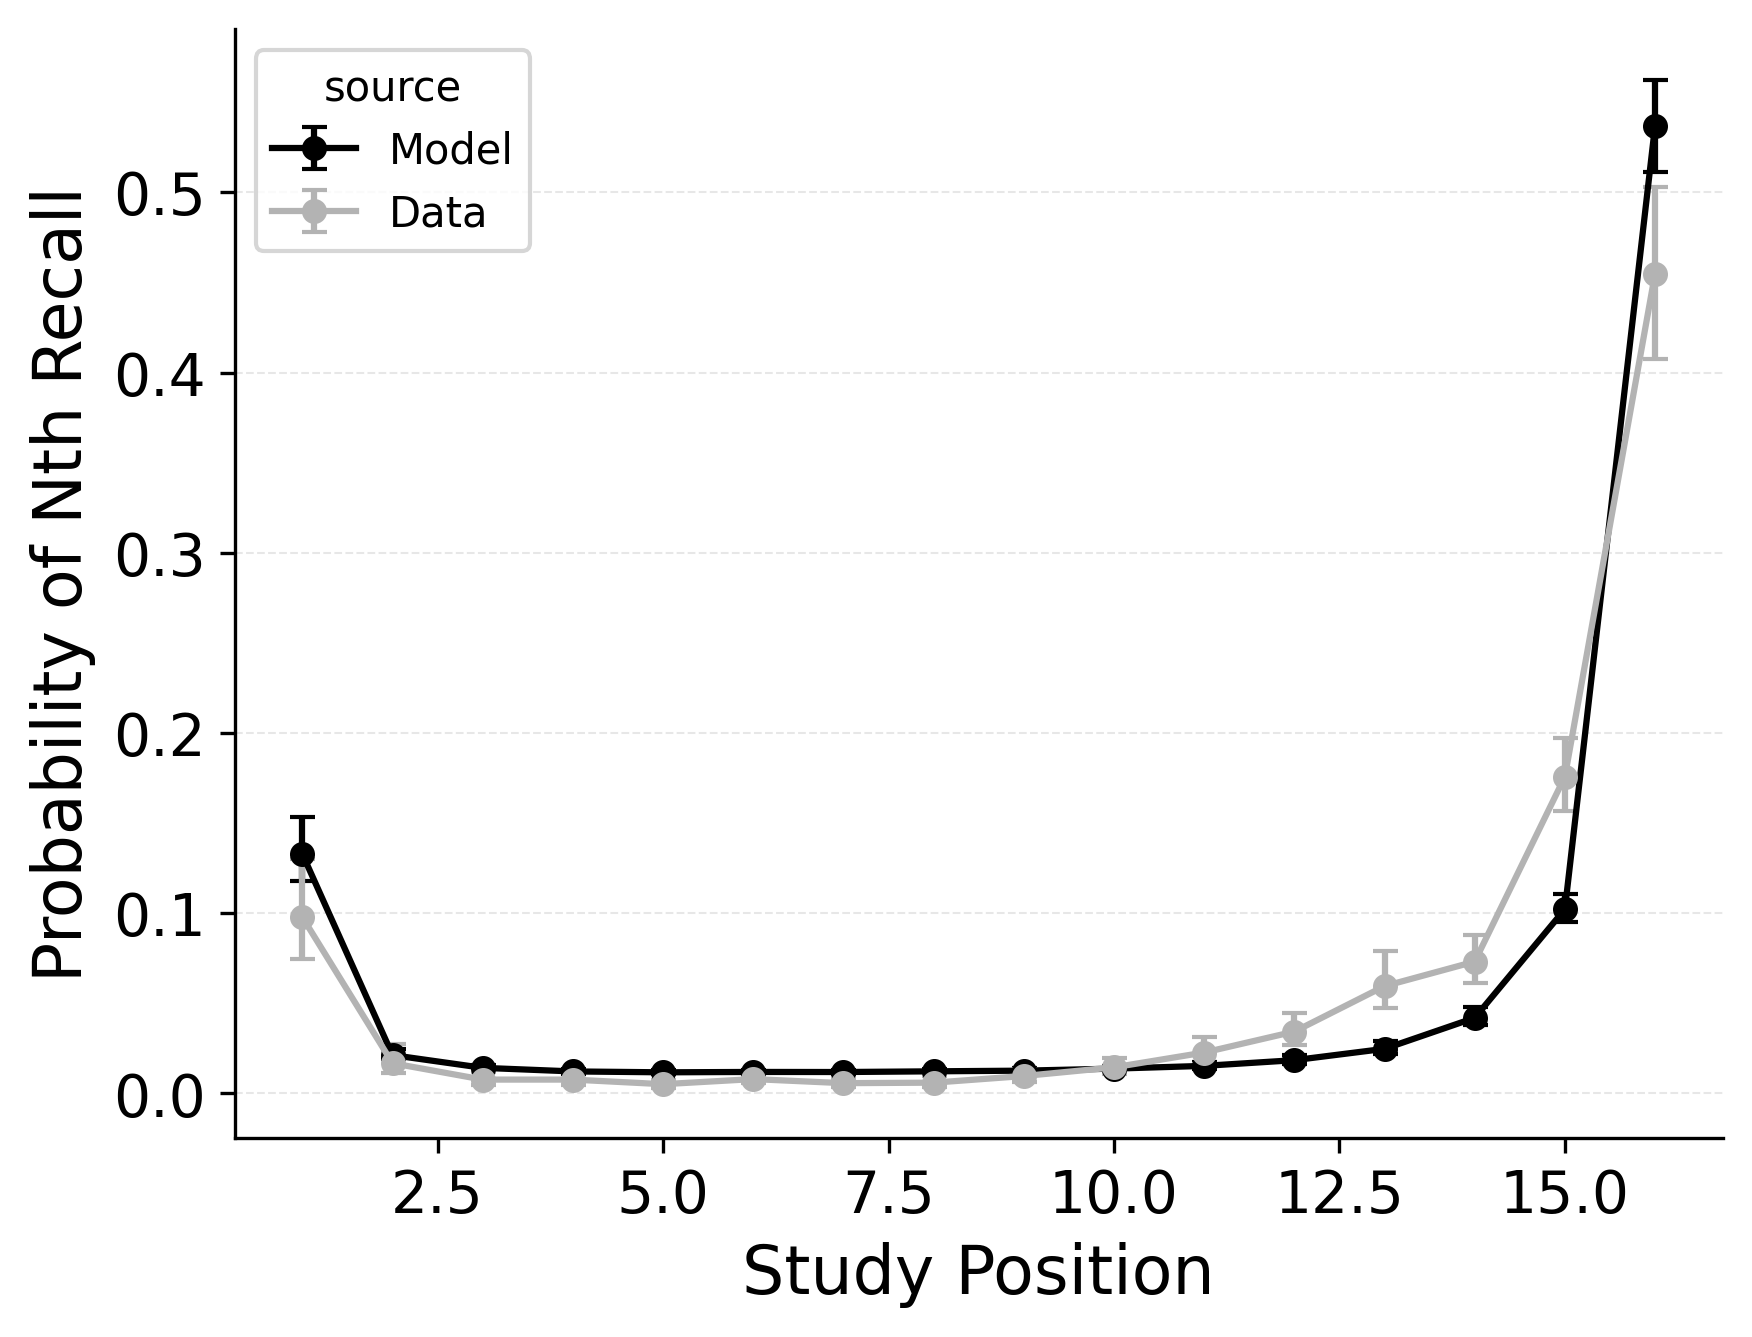 source
Model
Data
Probability of Nth Recall
0.5
0.4
0.3
0.2
0.1
0.0
2.5 5.0 7.5 10.0 12.5 15.0
Study Position